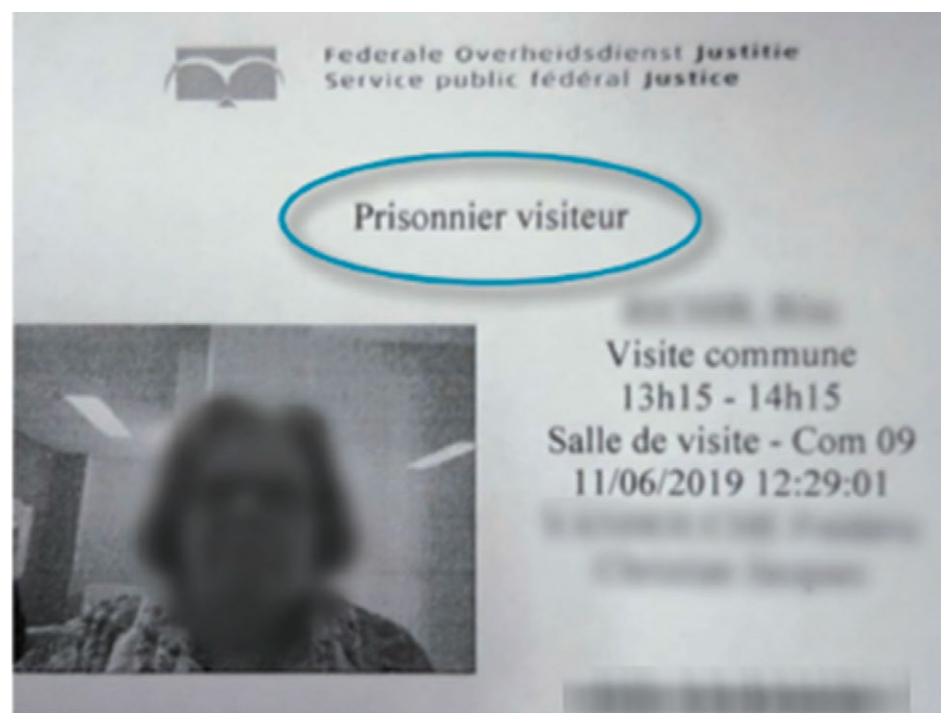 Federale Overheidsdienst Justitie
Service public fédéral Justice
Prisonnier visiteur
Visite commune
13h15 - 14h15
Salle de visite - Com 09
11/06/2019 12:29:01